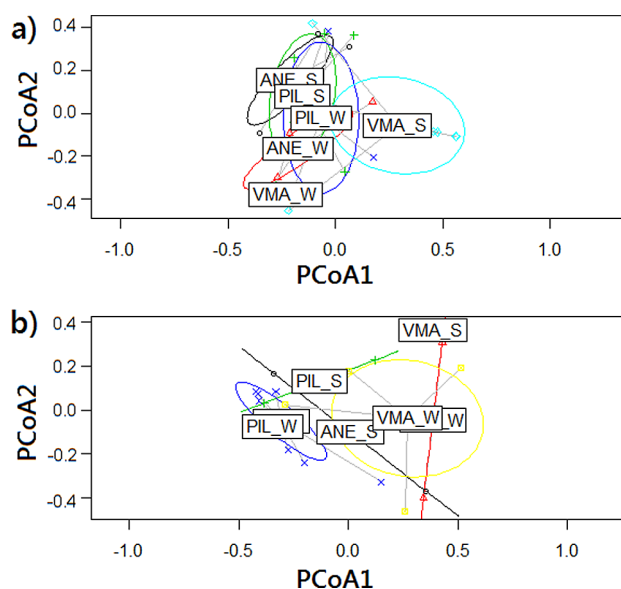 a)
0.4
0.2
0.0
-0.2
-0.4
PCoA2
ANE_S
PIL_S
PIL_W
VMA_S
ANE_W
VMA_W
-1.0 -0.5 0.0 0.5 1.0
PCoA1
b)
0.4
0.2
0.0
-0.2
-0.4
PCoA2
VMA_S
PIL_S
VMA_W
PIL_W
ANE_S
W
-1.0 -0.5 0.0 0.5 1.0
PCoA1